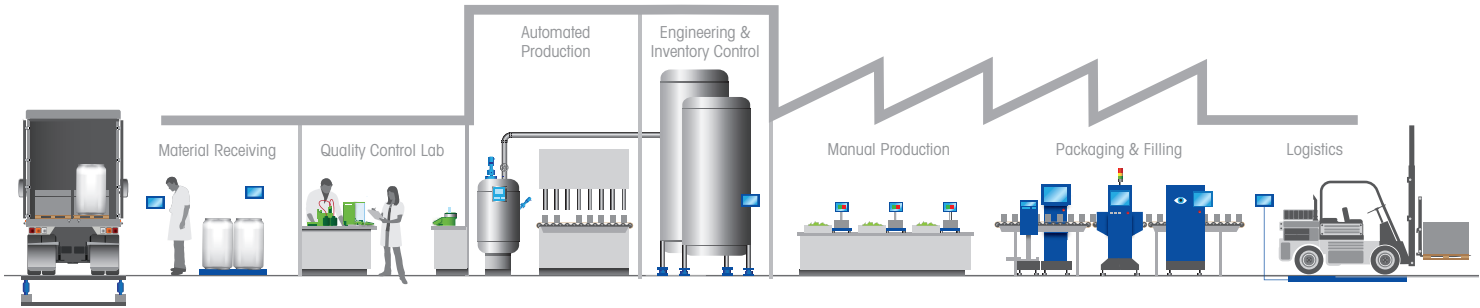 Automated
Production
Engineering &
Inventory Control
Material Receiving
Quality Control Lab
Manual Production
Packaging & Filling
Logistics